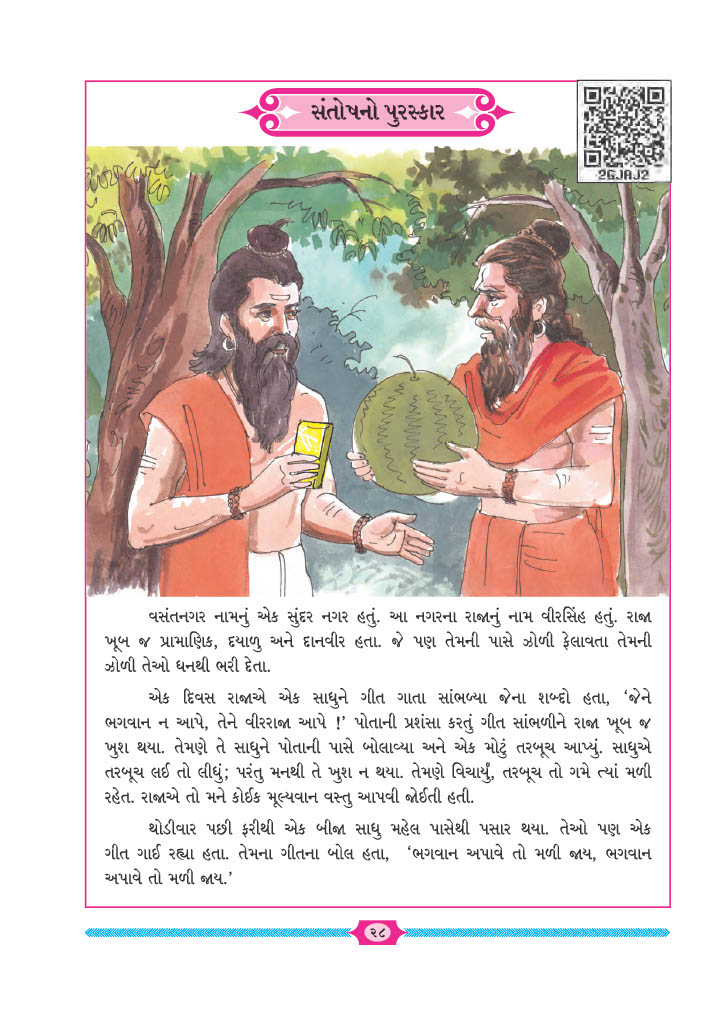 સંતોષનો પુરસ્કાર
2GJAJ2
વસંતનગર નામનું એક સુંદર નગર હતું. આ નગરના રાજાનું નામ વીરસિંહ હતું. રાજા
ખૂબ જ પ્રામાણિક, દયાળુ અને દાનવીર હતા. જે પણ તેમની પાસે ઝોળી ફેલાવતા તેમની
ઝોળી તેઓ ધનથી ભરી દેતા.
એક દિવસ રાજાએ એક સાધુને ગીત ગાતા સાંભળ્યા જેના શબ્દો હતા, ‘જેને
ભગવાન ન આપે, તેને વીરરાજા આપે !’ પોતાની પ્રશંસા કરતું ગીત સાંભળીને રાજા ખૂબ જ
ખુશ થયા. તેમણે તે સાધુને પોતાની પાસે બોલાવ્યા અને એક મોટું તરબૂચ આપ્યું. સાધુએ
તરબૂચ લઈ તો લીધું; પરંતુ મનથી તે ખુશ ન થયા. તેમણે વિચાર્યું, તરબૂચ તો ગમે ત્યાં મળી
રહેત. રાજાએ તો મને કોઈક મૂલ્યવાન વસ્તુ આપવી જોઈતી હતી.
થોડીવાર પછી ફરીથી એક બીજા સાધુ મહેલ પાસેથી પસાર થયા. તેઓ પણ એક
ગીત ગાઈ રહ્યા હતા. તેમના ગીતના બોલ હતા, ‘ભગવાન અપાવે તો મળી જાય, ભગવાન
અપાવે તો મળી જાય.’
૨૮